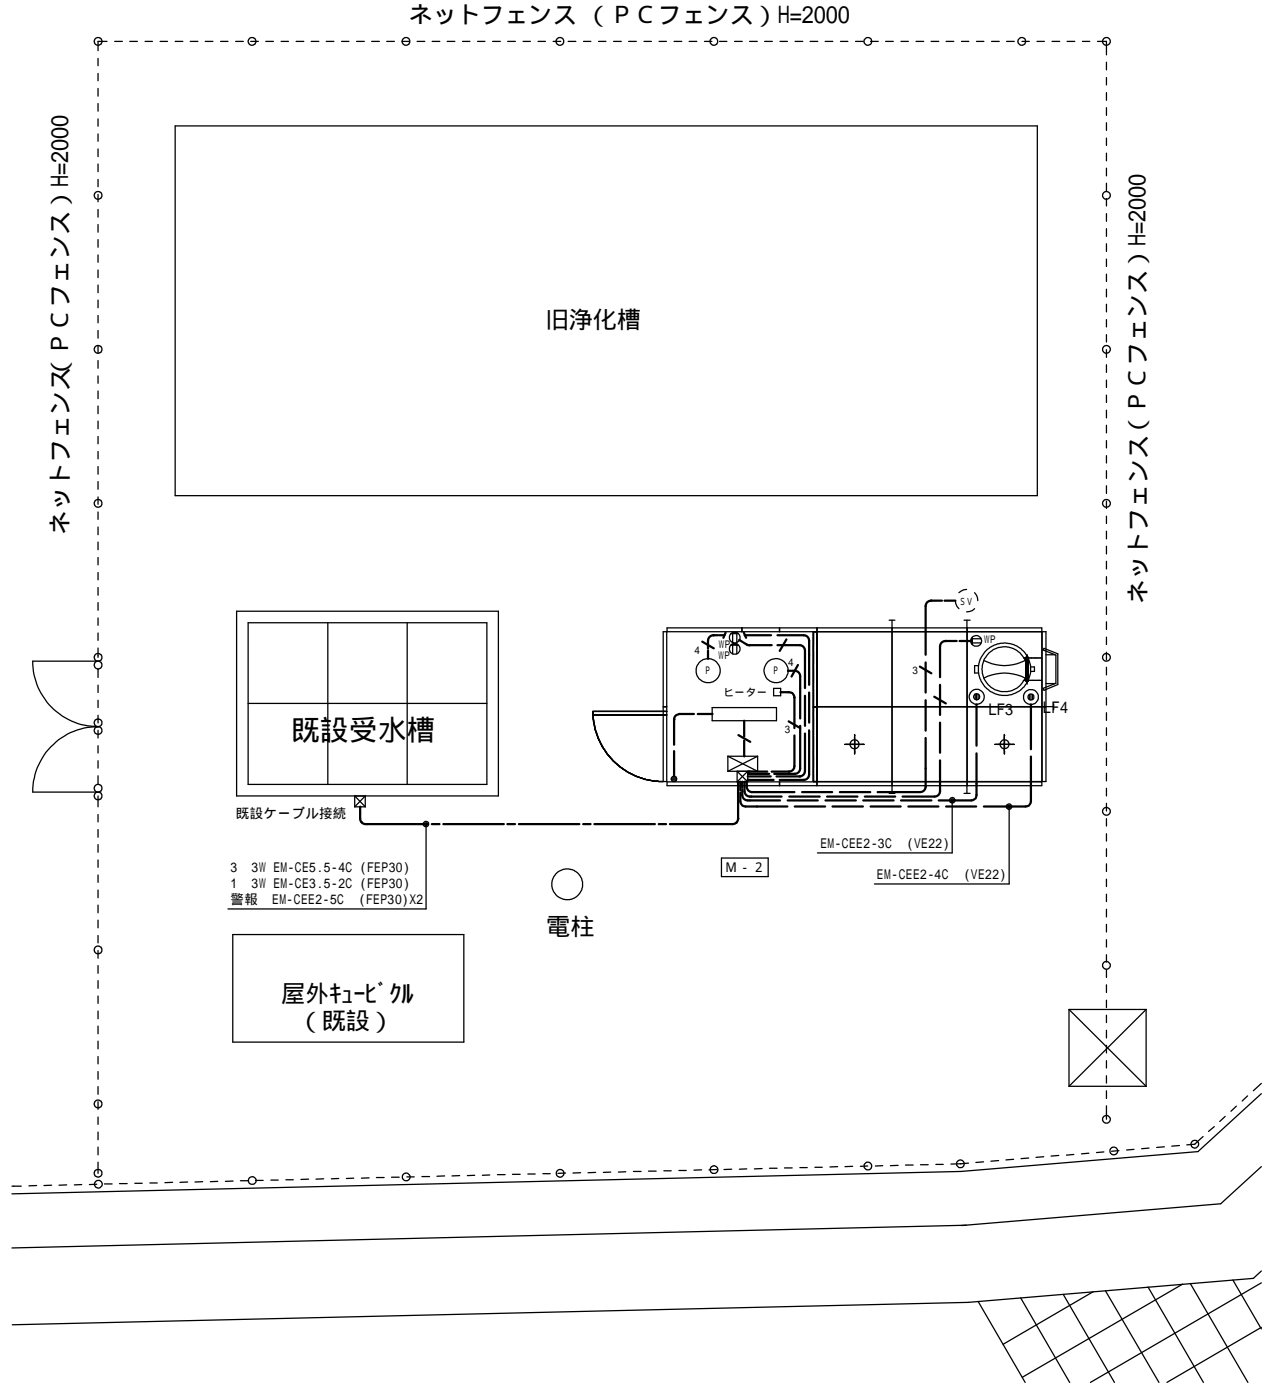 ネットフェンス （ＰＣフェンス）H=2000
ネットフェンス（ＰＣフェンス）H=2000
ネットフェンス（ＰＣフェンス）H=2000
旧浄化槽
SV
WP
4
WP
WP
P
P
4
3
ヒーター
LF3
LF4
3
既設受水槽
既設ケーブル接続
EM-CEE2-3C （VE22）
3 3W EM-CE5.5-4C (FEP30)
1 3W EM-CE3.5-2C (FEP30)
警報 EM-CEE2-5C (FEP30)X2
M - 2
EM-CEE2-4C （VE22）
電柱
屋外ｷｭｰﾋﾞｸﾙ
（既設）